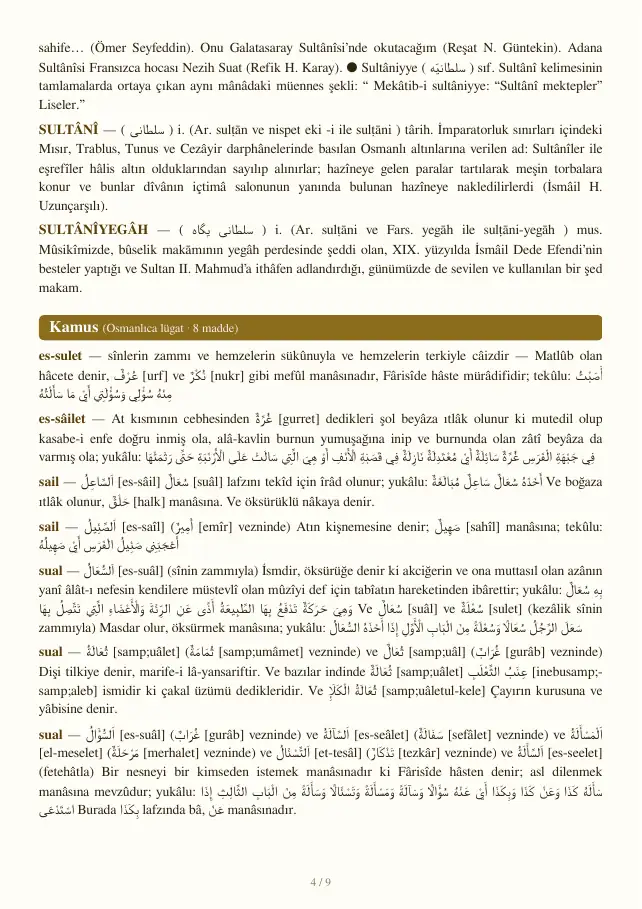 sahife… (Ömer Seyfeddin). Onu Galatasaray Sultânîsi’nde okutacağım (Reşat N. Güntekin). Adana
Sultânîsi Fransızca hocası Nezih Suat (Refik H. Karay). ● Sultâniyye ( سلطانيّه ) sıf. Sultânî kelimesinin
tamlamalarda ortaya çıkan aynı mânâdaki müennes şekli: “ Mekâtib-i sultâniyye: “Sultânî mektepler”
Liseler.”
SULTÂNÎ — ( سلطانى ) i. (Ar. sulṭān ve nispet eki -і ile sulṭāni ) târih. İmparatorluk sınırları içindeki
Mısır, Trablus, Tunus ve Cezâyir darphânelerinde basılan Osmanlı altınlarına verilen ad: Sultânîler ile
eşrefîler hâlis altın olduklarından sayılıp alınırlar; hazîneye gelen paralar tartılarak meşin torbalara
konur ve bunlar dîvânın içtimâ salonunun yanında bulunan hazîneye nakledilirlerdi (İsmâil H.
Uzunçarşılı).
SULTÂNÎYEGÂH — ( سلطانى يگاه ) i. (Ar. sulṭāni ve Fars. yegāh ile sulṭāni-yegāh ) mus.
Mûsikîmizde, bûselik makāmının yegâh perdesinde şeddi olan, XIX. yüzyılda İsmâil Dede Efendi’nin
besteler yaptığı ve Sultan II. Mahmud’a ithâfen adlandırdığı, günümüzde de sevilen ve kullanılan bir şed
makam.
Kamus (Osmanlıca lügat · 8 madde)
es-sulet — sînlerin zammı ve hemzelerin sükûnuyla ve hemzelerin terkiyle câizdir — Matlûb olan
hâcete denir, عُرْفٌ [urf] ve نُكْرٌ [nukr] gibi mefûl manâsınadır, Fârisîde hâste mürâdifidir; tekûlu: أَصَبْتُ
مِنْهُ سُؤْلِي وَسُؤْلَتِي أَيْ مَا سَأَلْتُهُ
es-sâilet — At kısmının cebhesinden غُرَّةٌ [gurret] dedikleri şol beyâza ıtlâk olunur ki mutedil olup
kasabe-i enfe doğru inmiş ola, alâ-kavlin burnun yumuşağına inip ve burnunda olan zâtî beyâza da
varmış ola; yukâlu: فِي جَبْهَةِ الْفَرَسِ غُرَّةٌ سَائِلَةٌ أَيْ مُعْتَدِلَةٌ نَازِلَةٌ فِي قَصَبَةِ الْأَنْفِ أَوْ هِيَ الَّتِي سَالَتْ عَلَى الْأَرْنَبَةِ حَتَّى رَثَمَتْهَا
sail — اَلسَّاعِلُ [es-sâil] سُعَالٌ [suâl] lafzını tekîd için îrâd olunur; yukâlu: أَخَذَهُ سُعَالٌ سَاعِلٌ مُبَالَغَةٌ Ve boğaza
ıtlâk olunur, حَلْقٌ [halk] manâsına. Ve öksürüklü nâkaya denir.
sail — اَلسَّئِيلُ [es-saîl] (أَمِيرٌ [emîr] vezninde) Atın kişnemesine denir; صَهِيلٌ [sahîl] manâsına; tekûlu:
أَعْجَبَنِي سَئِيلُ الْفَرَسِ أَيْ صَهِيلُهُ
sual — اَلسُّعَالُ [es-suâl] (sînin zammıyla) İsmdir, öksürüğe denir ki akciğerin ve ona muttasıl olan azânın
yanî âlât-ı nefesin kendilere müstevlî olan mûzîyi def için tabîatın hareketinden ibârettir; yukâlu: بِهِ سُعَالٌ
وَهِيَ حَرَكَةٌ تَدْفَعُ بِهَا الطَّبِيعَةُ أَذًى عَنِ الرِّئَةِ وَالْأَعْضَاءِ الَّتِي تَتَّصِلُ بِهَا Ve سُعَالٌ [suâl] ve سُعْلَةٌ [sulet] (kezâlik sînin
zammıyla) Masdar olur, öksürmek manâsına; yukâlu: سَعَلَ الرَّجُلُ سُعَالًا وَسُعْلَةً مِنَ الْبَابِ الْأَوَّلِ إِذَا أَخَذَهُ السُّعَالُ
sual — ثُعَالَةُ [samp;uâlet] (ثُمَامَةٌ [samp;umâmet] vezninde) ve ثُعَالٌ [samp;uâl] (غُرَابٌ [gurâb] vezninde)
Dişi tilkiye denir, marife-i lâ-yansariftir. Ve bazılar indinde ثُعَالَةُ [samp;uâlet] عِنَبُ الثَّعْلَبِ [inebusamp;-
samp;aleb] ismidir ki çakal üzümü dedikleridir. Ve ثُعَالَةُ الْكَلَإِ [samp;uâletul-kele] Çayırın kurusuna ve
yâbisine denir.
sual — اَلسُّؤَالُ [es-suâl] (غُرَابٌ [gurâb] vezninde) ve اَلسَّآلَةُ [es-seâlet] (سَفَالَةٌ [sefâlet] vezninde) ve اَلْمَسْأَلَةُ
[el-meselet] (مَرْحَلَةٌ [merhalet] vezninde) ve اَلتَّسْئَالُ [et-tesâl] (تَذْكَارٌ [tezkâr] vezninde) ve اَلسَّأَلَةُ [es-seelet]
(fetehâtla) Bir nesneyi bir kimseden istemek manâsınadır ki Fârisîde hâsten denir; asl dilenmek
manâsına mevzûdur; yukâlu: سَأَلَهُ كَذَا وَعَنْ كَذَا وَبِكَذَا أَيْ عَنْهُ سُؤَالًا وَسَآلَةً وَمَسْأَلَةً وَتَسْئَالًا وَسَأَلَةً مِنَ الْبَابِ الثَّالِثِ إِذَا
اسْتَدْعَى Burada بِكَذَا lafzında bâ, عَنْ manâsınadır.
4 / 9